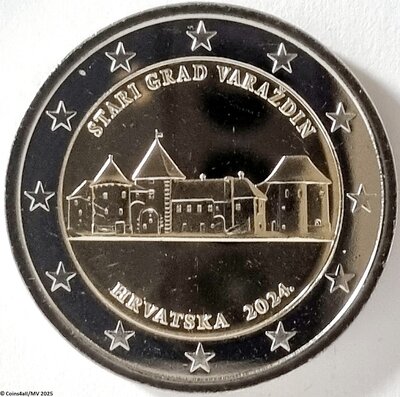 STARI GRAD VARAŽDIN
HRVATSKA 2024.
© Coins4all/MV 2025